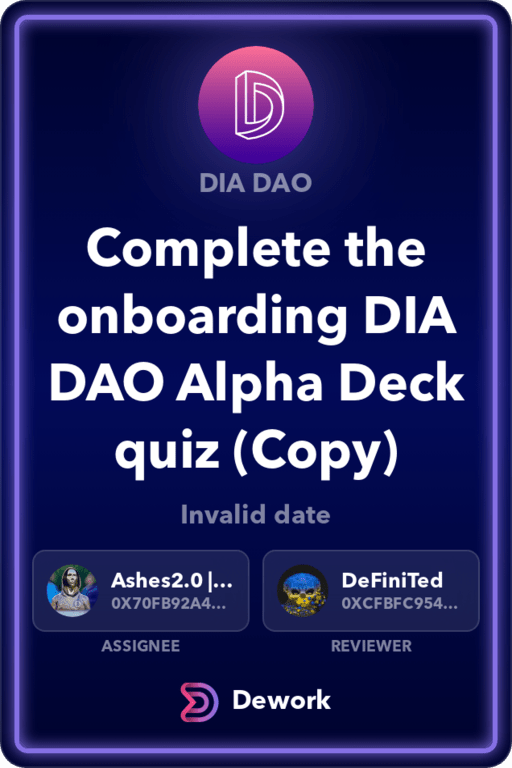 DIA DAO
Complete the
onboarding DIA
DAO Alpha Deck
quiz (Copy)
Invalid date
Ashes2.0 |...
0X70FB92A4...
ASSIGNEE
DeFiniTed
0XCFBFC954...
REVIEWER
Dework